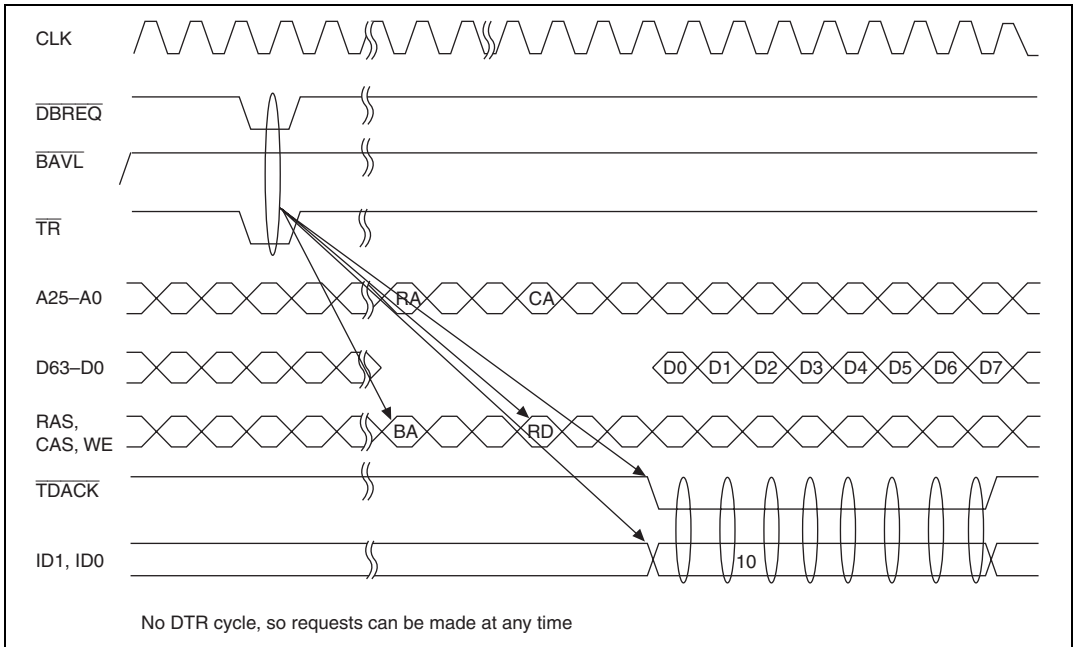 CLK
DBREQ
BAVL
TR
A25–A0 RA CA
D63–D0 D0 D1 D2 D3 D4 D5 D6 D7
RAS,
CAS, WE BA RD
TDACK
ID1, ID0 10
No DTR cycle, so requests can be made at any time